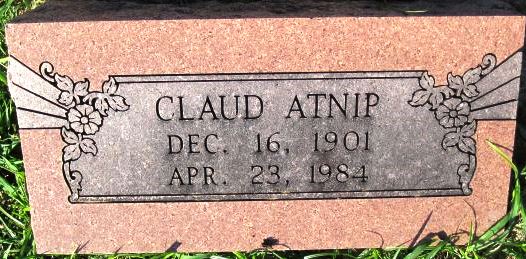 CLAUD ATNIP
DEC. 16, 1901
APR. 23, 1984